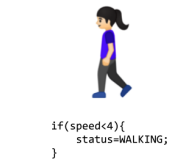 if(speed<4){
    status=WALKING;
}